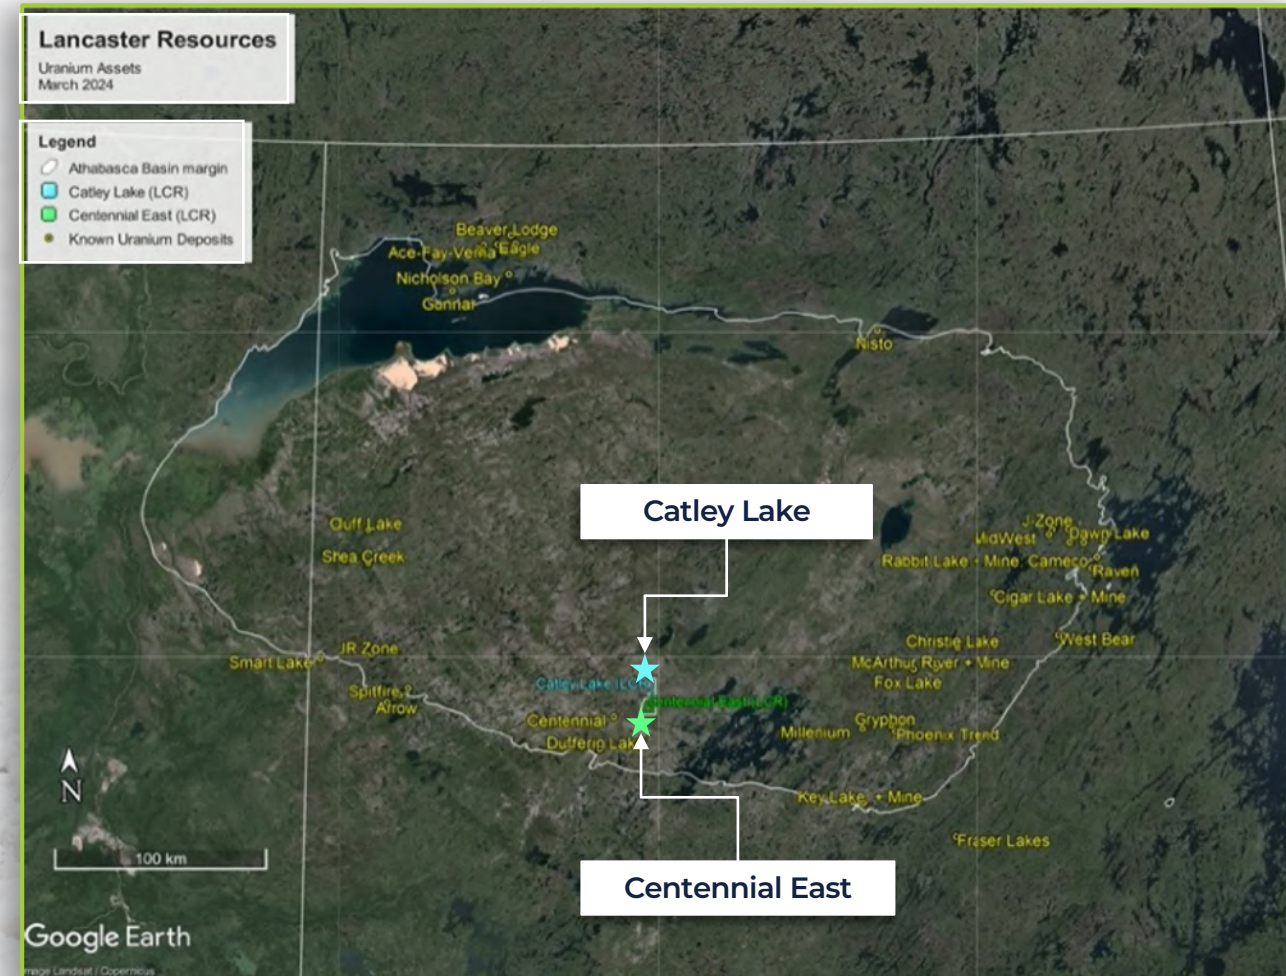 Lancaster Resources
Uranium Assets
March 2024
Legend
Athabasca Basin margin
Catley Lake (LCR)
Centennial East (LCR)
Known Uranium Deposits
Beaver Lodge
Ace-Fay-Verna Eagle
Nicholson Bay
Gunnar
Nisto
Catley Lake
Cluff Lake
Shea Creek
J-Zone
MidWest
Dawn Lake
Rabbit Lake + Mine, Cameco
Raven
Cigar Lake + Mine
Smart Lake
JR Zone
Christie Lake
West Bear
McArthur River + Mine
Fox Lake
Catley Lake (LCR)
Spitfire
Arrow
Centennial East (LCR)
Centennial
Gryphon
Millenium
Phoenix Trend
Dufferin Lake
Key Lake + Mine
Fraser Lakes
N
100 km
Centennial East
Google Earth
Image Landsat / Copernicus